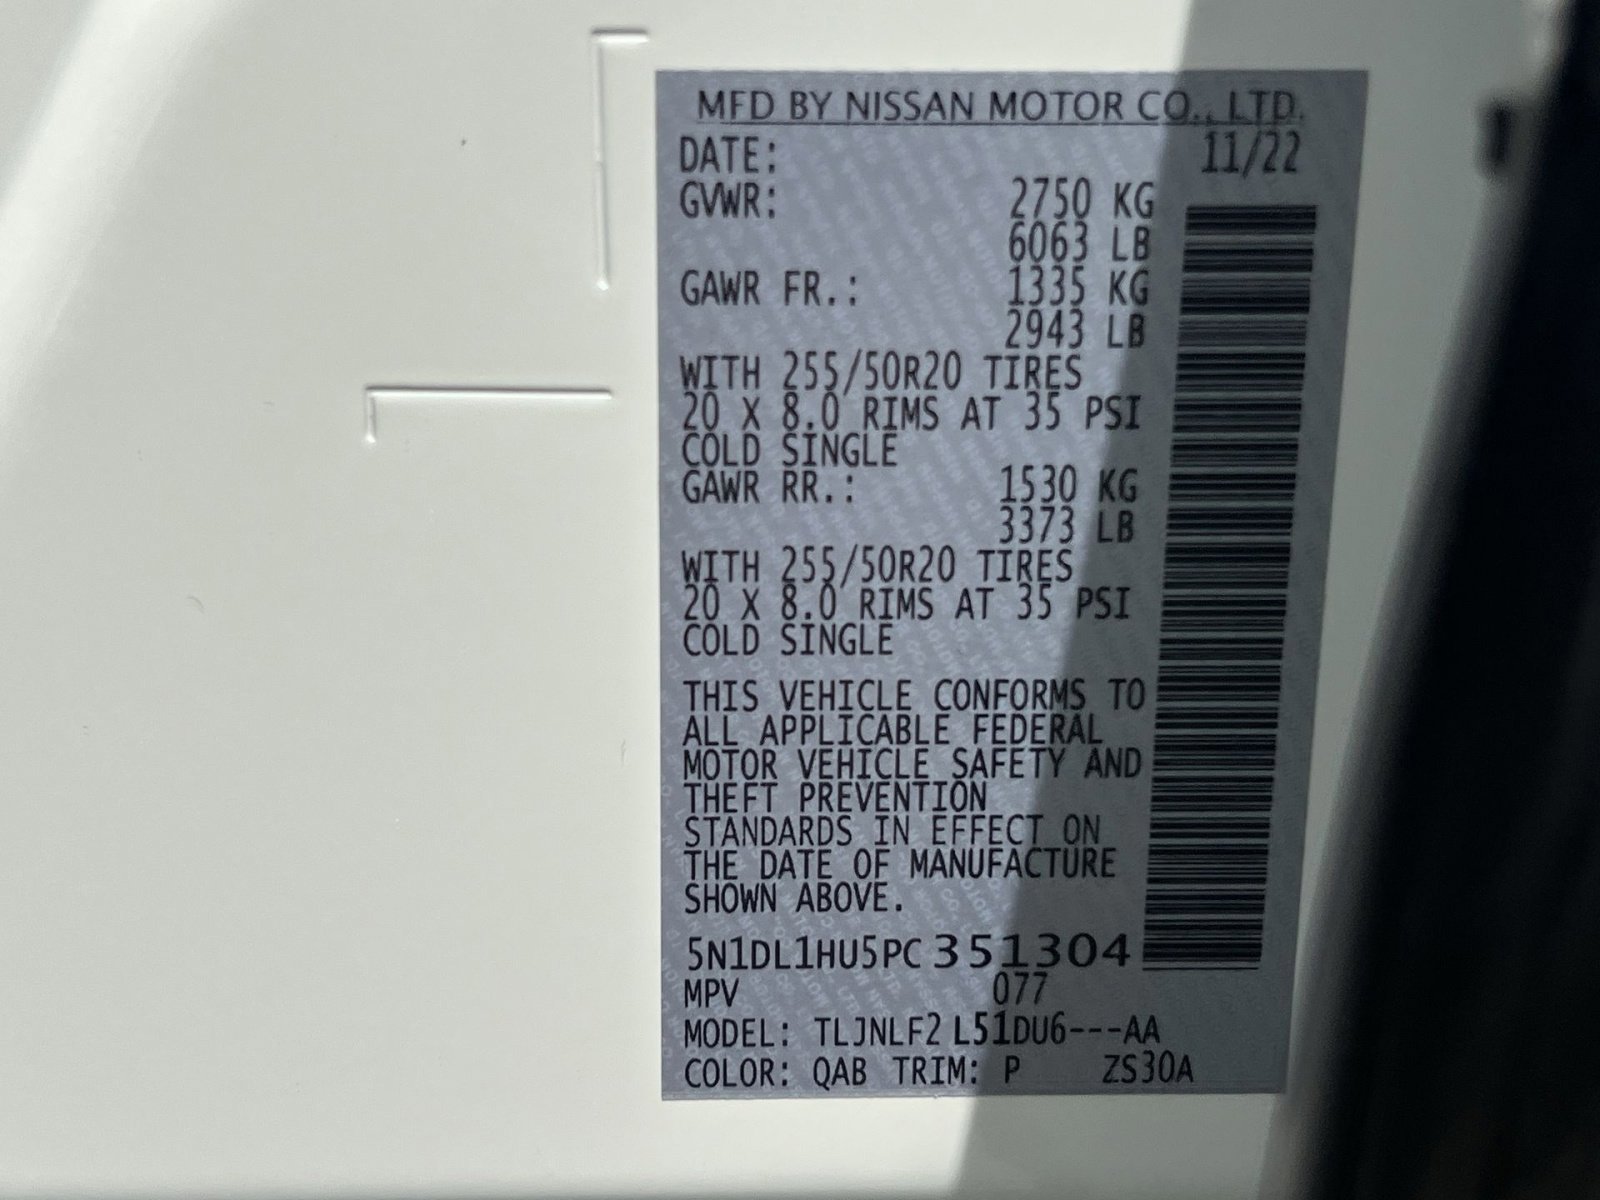 MFD BY NISSAN MOTOR CO., LTD.
DATE: 11/22
GVWR: 2750 KG
6063 LB
GAWR FR.: 1335 KG
2943 LB
WITH 255/50R20 TIRES
20 X 8.0 RIMS AT 35 PSI
COLD SINGLE
GAWR RR.: 1530 KG
3373 LB
WITH 255/50R20 TIRES
20 X 8.0 RIMS AT 35 PSI
COLD SINGLE
THIS VEHICLE CONFORMS TO
ALL APPLICABLE FEDERAL
MOTOR VEHICLE SAFETY AND
THEFT PREVENTION
STANDARDS IN EFFECT ON
THE DATE OF MANUFACTURE
SHOWN ABOVE.
5N1DL1HU5PC351304
MPV 077
MODEL: TLJNLF2 L51DU6---AA
COLOR: QAB TRIM: P ZS30A